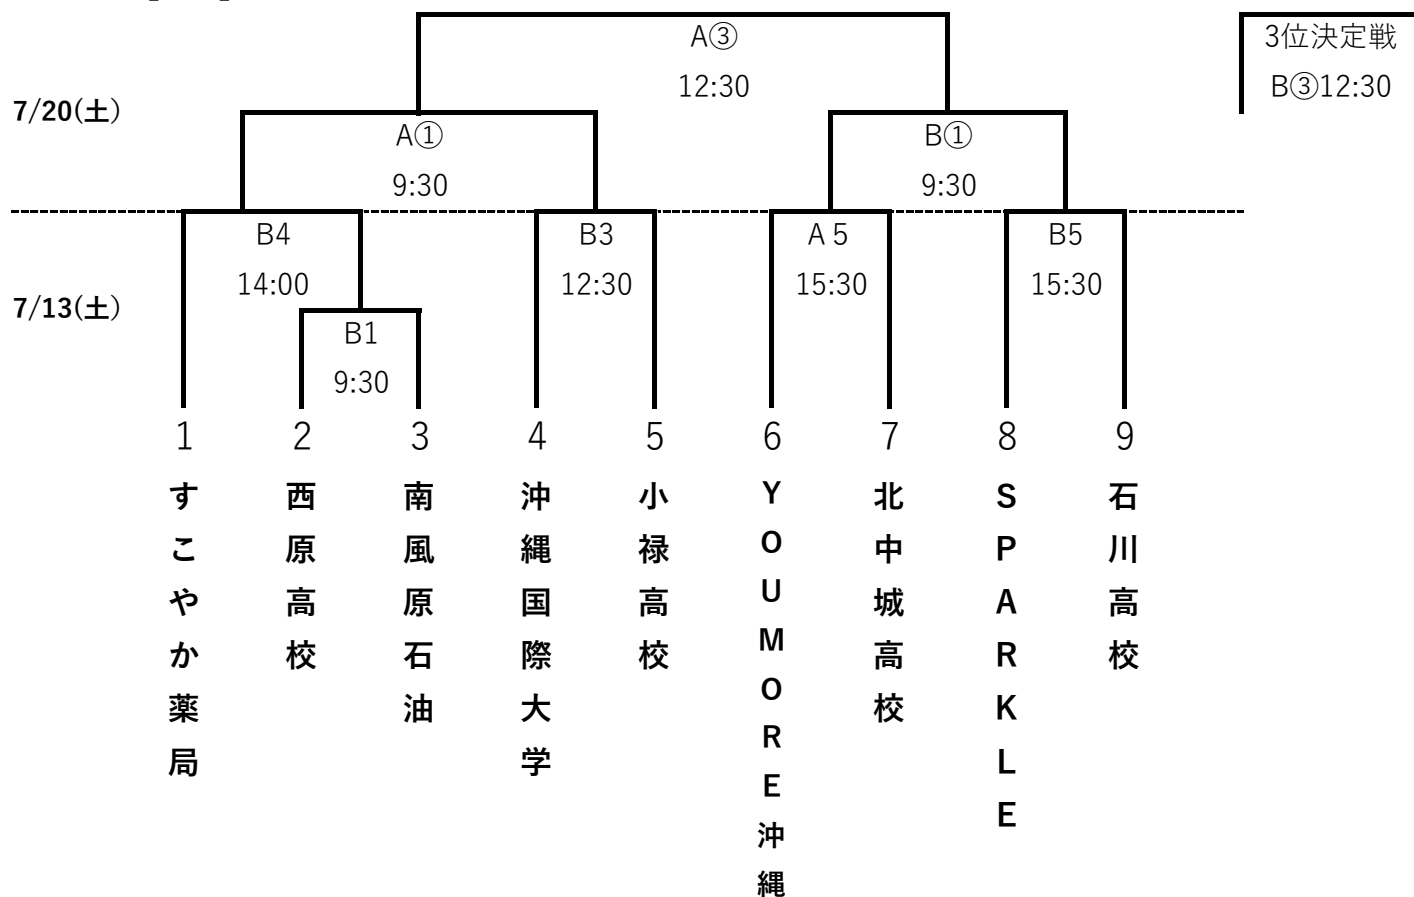 A③
12:30
3位決定戦
B③12:30
7/20(土)
A①
9:30
B①
9:30
B4
14:00
B3
12:30
A 5
15:30
B5
15:30
7/13(土)
B1
9:30
1
2
3
4
5
6
7
8
9
すこやか薬局
西原高校
南風原石油
沖縄国際大学
小禄高校
YOUMORE沖縄
北中城高校
SPARKLE
石川高校